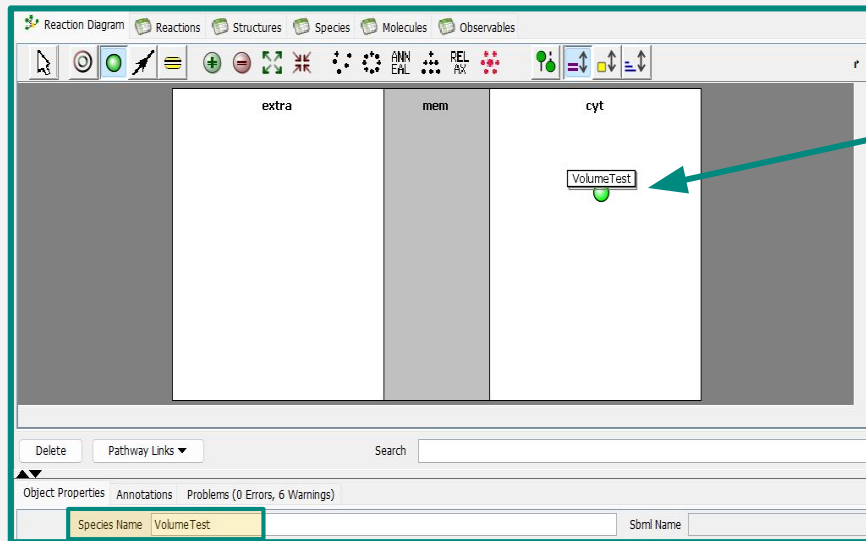 Reaction Diagram Reactions Structures Species Molecules Observables
ANN EAL REL AX r
extra mem cyt
VolumeTest
Delete Pathway Links Search
Object Properties Annotations Problems (0 Errors, 6 Warnings)
Species Name VolumeTest Sbml Name